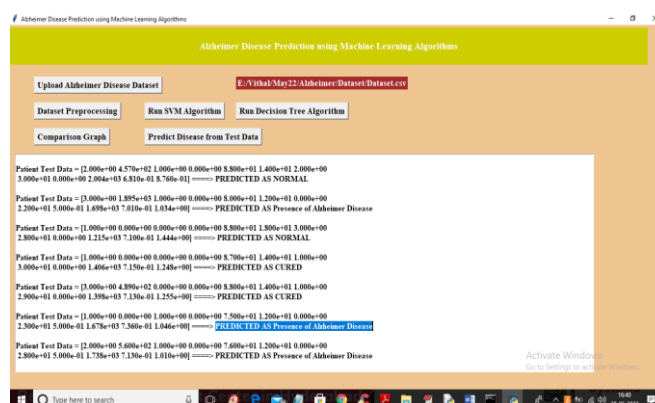 Alzheimer Disease Prediction using Machine Learning Algorithms
Alzheimer Disease Prediction using Machine Learning Algorithms
Upload Alzheimer Disease Dataset
E:/Vithal/May22/Alzheimer/Dataset/Dataset.csv
Dataset Preprocessing Run SVM Algorithm Run Decision Tree Algorithm
Comparison Graph Predict Disease from Test Data
Patient Test Data = [2.000e+00 4.570e+02 1.000e+00 0.000e+00 8.800e+01 1.400e+01 2.000e+00
3.000e+01 0.000e+00 2.004e+03 6.810e-01 8.760e-01] ====> PREDICTED AS NORMAL
Patient Test Data = [3.000e+00 1.895e+03 1.000e+00 0.000e+00 8.000e+01 1.200e+01 0.000e+00
2.200e+01 5.000e-01 1.698e+03 7.010e-01 1.034e+00] ====> PREDICTED AS Presence of Alzheimer Disease
Patient Test Data = [1.000e+00 0.000e+00 0.000e+00 0.000e+00 8.800e+01 1.800e+01 3.000e+00
2.800e+01 0.000e+00 1.215e+03 7.100e-01 1.444e+00] ====> PREDICTED AS NORMAL
Patient Test Data = [1.000e+00 0.000e+00 0.000e+00 0.000e+00 8.700e+01 1.400e+01 1.000e+00
3.000e+01 0.000e+00 1.406e+03 7.150e-01 1.248e+00] ====> PREDICTED AS CURED
Patient Test Data = [3.000e+00 4.890e+02 0.000e+00 0.000e+00 8.800e+01 1.400e+01 1.000e+00
2.900e+01 0.000e+00 1.398e+03 7.130e-01 1.255e+00] ====> PREDICTED AS CURED
Patient Test Data = [1.000e+00 0.000e+00 1.000e+00 0.000e+00 7.500e+01 1.200e+01 0.000e+00
2.300e+01 5.000e-01 1.678e+03 7.360e-01 1.046e+00] ====> PREDICTED AS Presence of Alzheimer Disease
Patient Test Data = [2.000e+00 5.600e+02 1.000e+00 0.000e+00 7.600e+01 1.200e+01 0.000e+00
2.800e+01 5.000e-01 1.738e+03 7.130e-01 1.010e+00] ====> PREDICTED AS Presence of Alzheimer Disease
Activate Windows
Go to Settings to activate Windows.
Type here to search
16:40